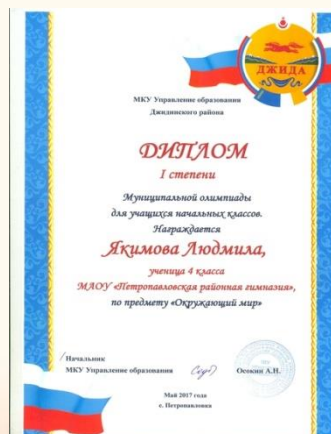 ДЖИДА
МКУ Управление образования
Джидинского района
ДИПЛОМ
I степени
Муниципальной олимпиады
для учащихся начальных классов.
Награждается
Якимова Людмила,
ученица 4 класса
МАОУ «Петропавловская районная гимназия»,
по предмету «Окружающий мир»
Начальник
МКУ Управление образования Осокин А.Н.
Май 2017 года
с. Петропавловка